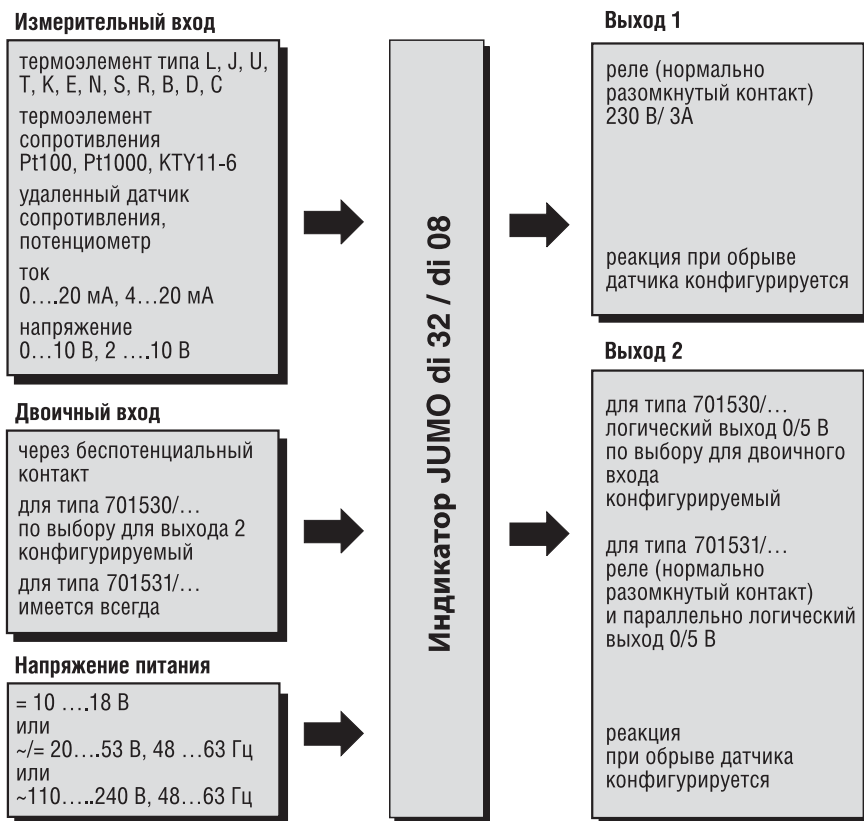 Измерительный вход
термоэлемент типа L, J, U,
T, K, E, N, S, R, B, D, C
термоэлемент
сопротивления
Pt100, Pt1000, KTY11-6
удаленный датчик
сопротивления,
потенциометр
ток
0….20 мА, 4…20 мА
напряжение
0…10 В, 2 ….10 В
Двоичный вход
через беспотенциальный
контакт
для типа 701530/…
по выбору для выхода 2
конфигурируемый
для типа 701531/…
имеется всегда
Напряжение питания
= 10 ….18 В
или
~/= 20….53 В, 48 …63 Гц
или
~110…..240 В, 48…63 Гц
Индикатор JUMO di 32 / di 08
Выход 1
реле (нормально
разомкнутый контакт)
230 В/ 3А
реакция при обрыве
датчика конфигурируется
Выход 2
для типа 701530/…
логический выход 0/5 В
по выбору для двоичного
входа
конфигурируемый
для типа 701531/…
реле (нормально
разомкнутый контакт)
и параллельно логический
выход 0/5 В
реакция
при обрыве датчика
конфигурируется